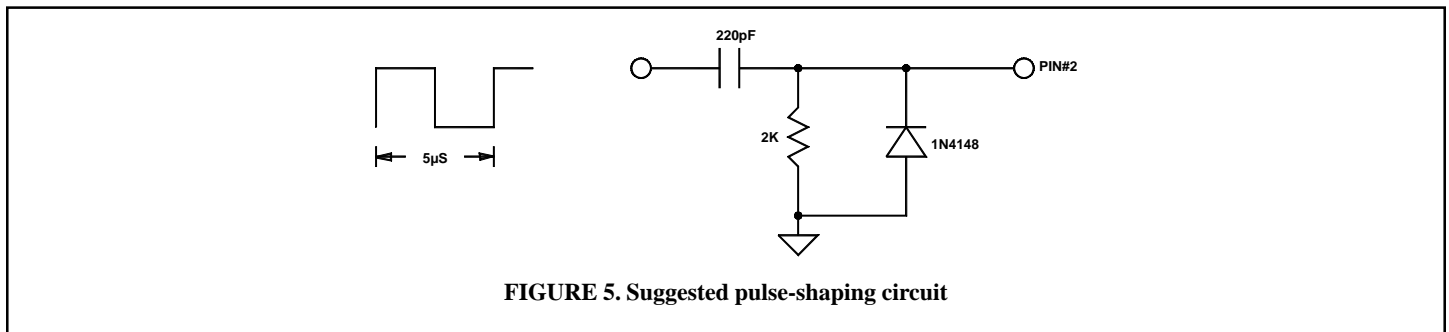 220pF
PIN#2
2K
1N4148
5µS
FIGURE 5. Suggested pulse-shaping circuit